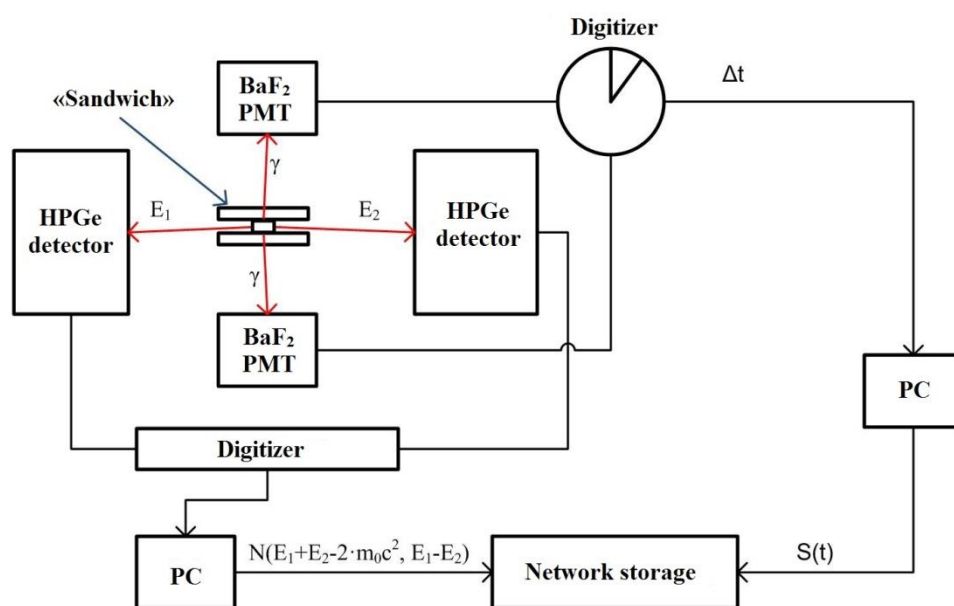 Digitizer
BaF₂
PMT
Δt
«Sandwich»
γ
HPGe
detector
E₁
E₂
HPGe
detector
γ
BaF₂
PMT
PC
Digitizer
PC
N(E₁+E₂-2·m₀c², E₁-E₂)
Network storage
S(t)